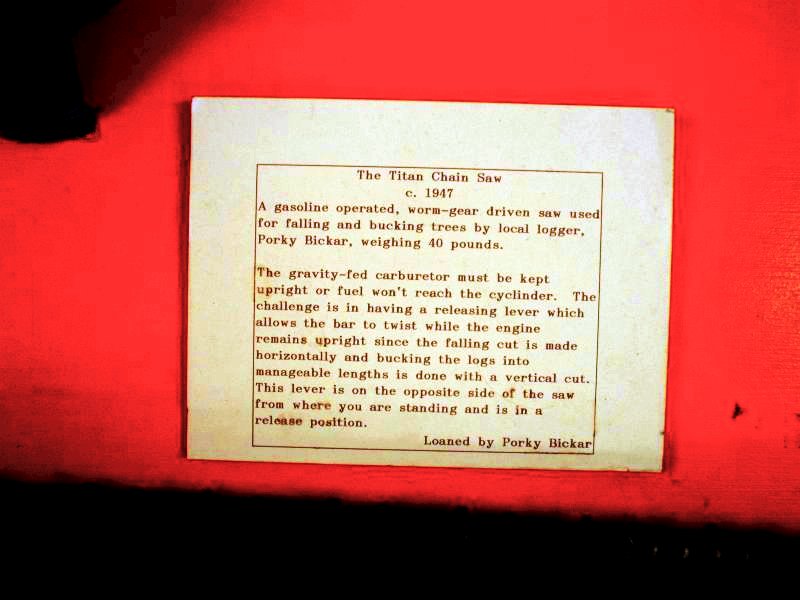 The Titan Chain Saw
c. 1947
A gasoline operated, worm-gear driven saw used
for falling and bucking trees by local logger,
Porky Bickar, weighing 40 pounds.
The gravity-fed carburetor must be kept
upright or fuel won't reach the cyclinder. The
challenge is in having a releasing lever which
allows the bar to twist while the engine
remains upright since the falling cut is made
horizontally and bucking the logs into
manageable lengths is done with a vertical cut.
This lever is on the opposite side of the saw
from where you are standing and is in a
release position.
Loaned by Porky Bickar